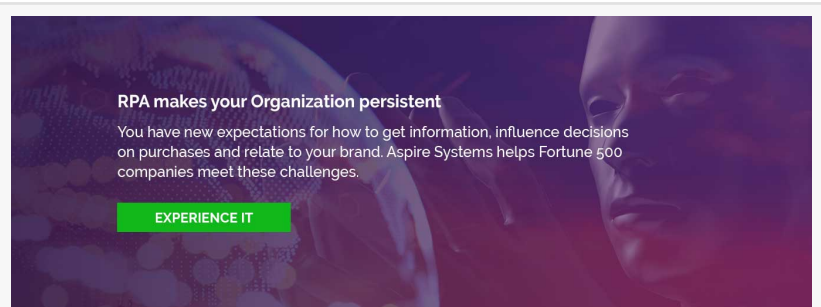 RPA makes your Organization persistent
You have new expectations for how to get information, influence decisions
on purchases and relate to your brand. Aspire Systems helps Fortune 500
companies meet these challenges.
EXPERIENCE IT